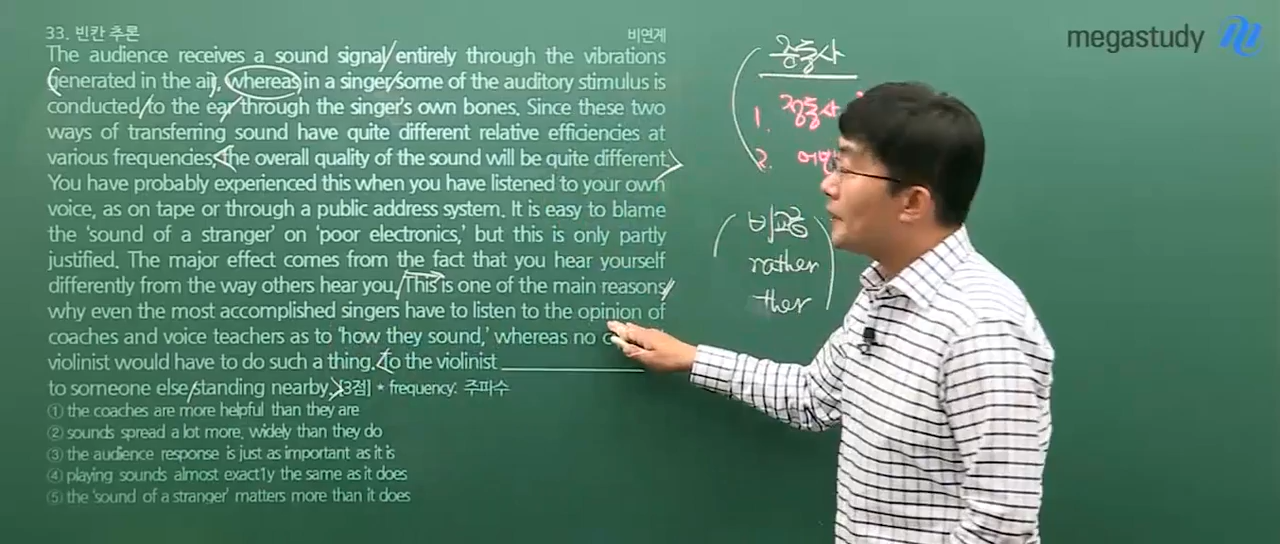 33. 빈칸 추론
비연계
The audience receives a sound signal entirely through the vibrations
generated in the air, whereas in a singer some of the auditory stimulus is
conducted to the ear through the singer's own bones. Since these two
ways of transferring sound have quite different relative efficiencies at
various frequencies, the overall quality of the sound will be quite different.
You have probably experienced this when you have listened to your own
voice, as on tape or through a public address system. It is easy to blame
the 'sound of a stranger' on 'poor electronics,' but this is only partly
justified. The major effect comes from the fact that you hear yourself
differently from the way others hear you. This is one of the main reasons
why even the most accomplished singers have to listen to the opinion of
coaches and voice teachers as to 'how they sound,' whereas no
violinist would have to do such a thing. to the violinist
to someone else standing nearby. [3점] * frequency: 주파수
① the coaches are more helpful than they are
② sounds spread a lot more, widely than they do
③ the audience response is just as important as it is
④ playing sounds almost exact1y the same as it does
⑤ the 'sound of a stranger' matters more than it does
megastudy
1.
2.
rather